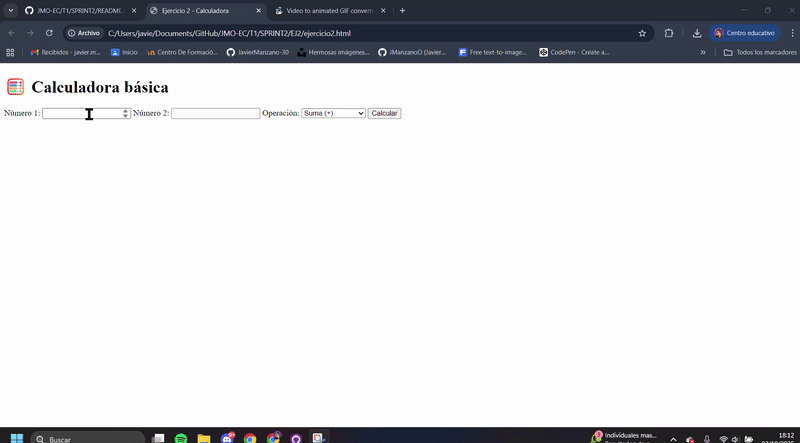 JMO-EC/T1/SPRINT2/README.
Ejercicio 2 - Calculadora
Video to animated GIF converte
Archivo
C:/Users/javie/Documents/GitHub/JMO-EC/T1/SPRINT2/EJ2/ejercicio2.html
Centro educativo
Recibidos - javier.m...
Inicio
Centro De Formació...
JavierManzano-30
Hermosas imágenes...
JManzanoO (Javier...
Free text-to-image...
CodePen - Create a...
Todos los marcadores
Calculadora básica
Número 1:
Número 2:
Operación:
Suma (+)
Calcular
Buscar
Individuales mas...
18:12